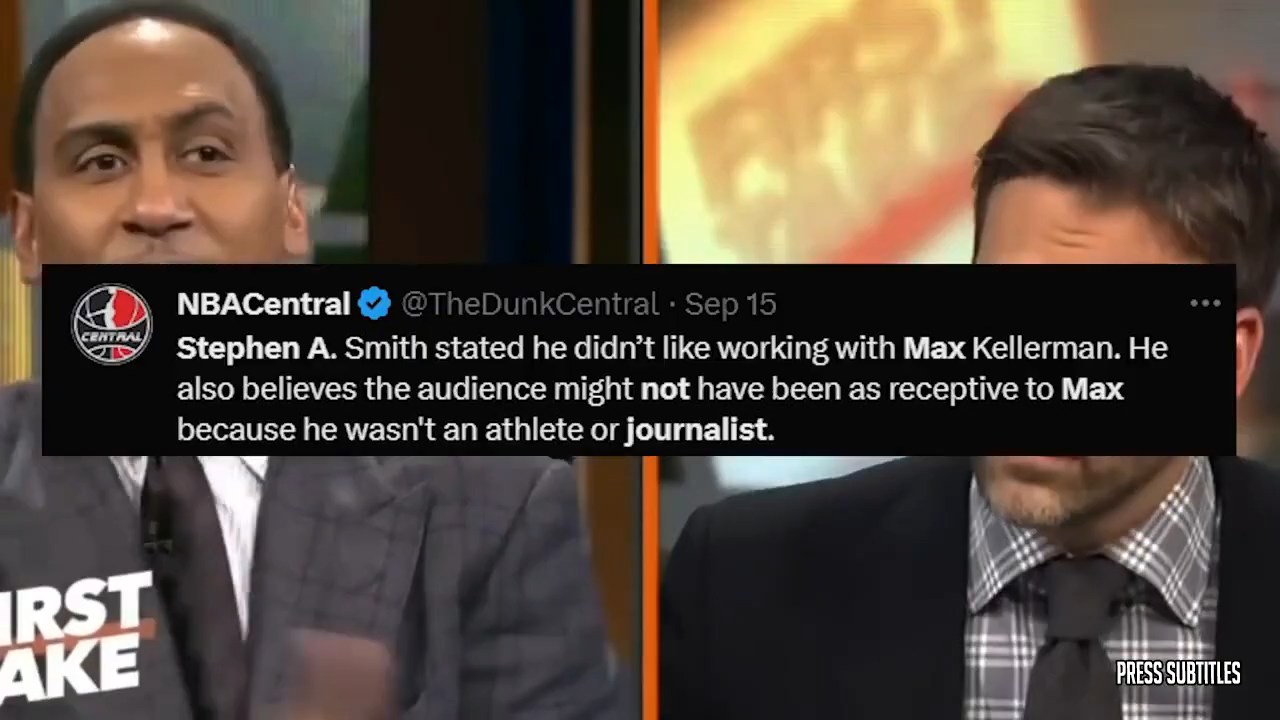 NBACentral @TheDunkCentral · Sep 15
CENTRAL
Stephen A. Smith stated he didn’t like working with Max Kellerman. He
also believes the audience might not have been as receptive to Max
because he wasn't an athlete or journalist.
IRST
AKE
PRESS SUBTITLES